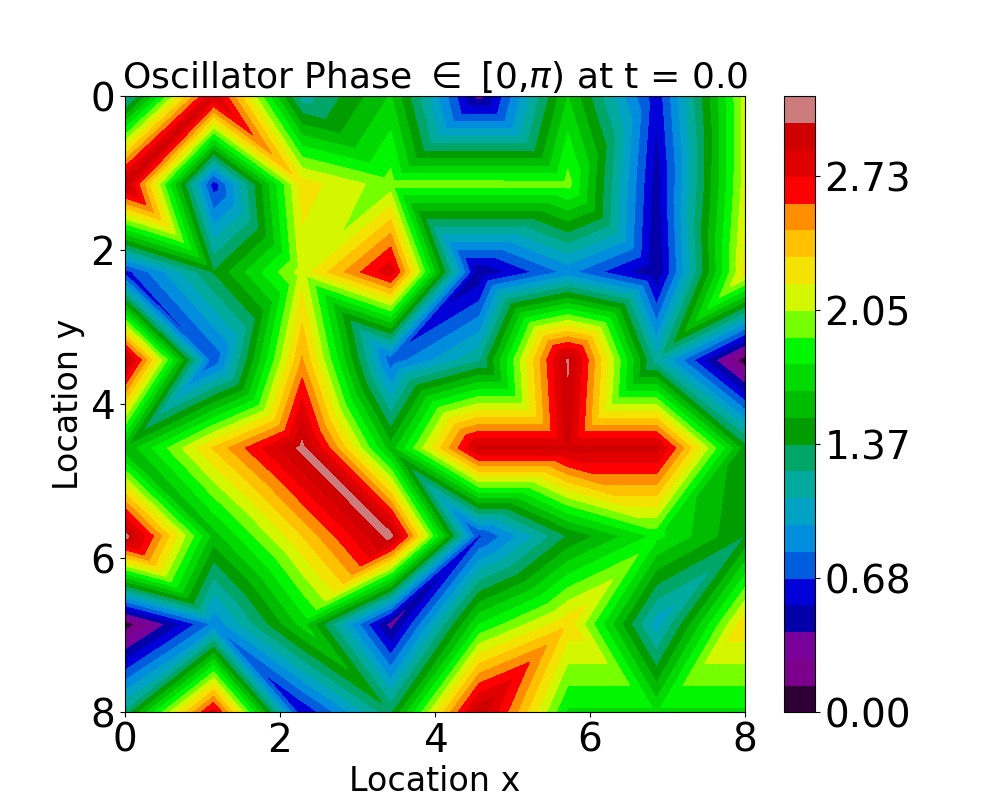 Oscillator Phase ∈ [0,π) at t = 0.0
0
2
4
6
8
Location y
0 2 4 6 8
Location x
2.73
2.05
1.37
0.68
0.00